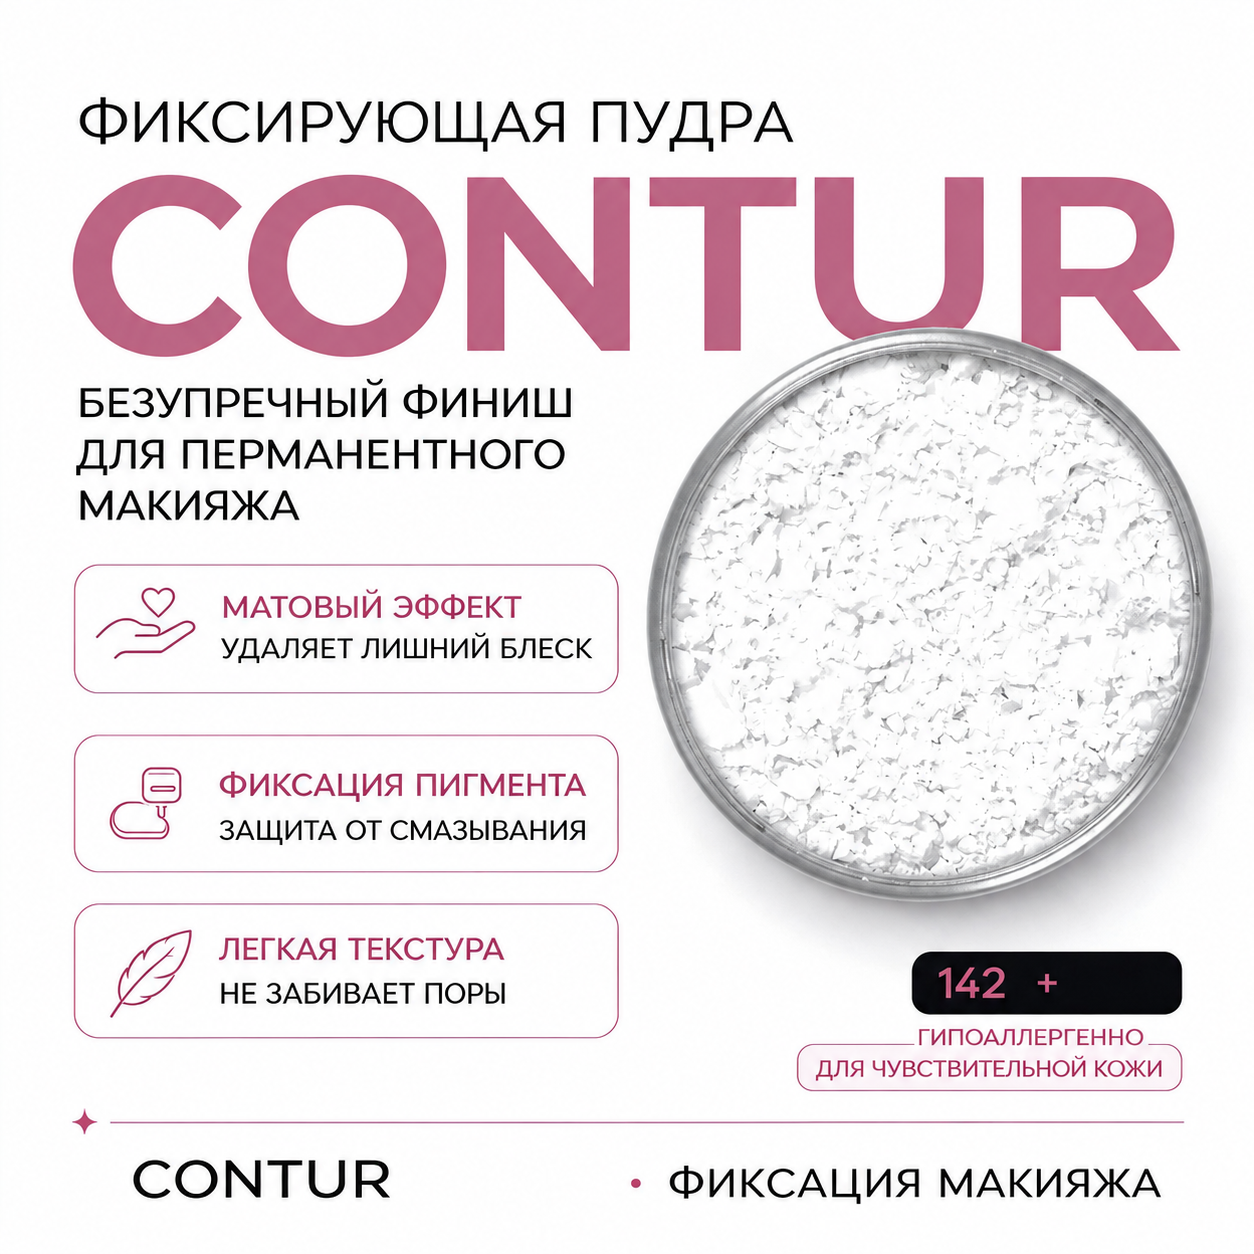 ФИКСИРУЮЩАЯ ПУДРА
CONTUR
БЕЗУПРЕЧНЫЙ ФИНИШ
ДЛЯ ПЕРМАНЕНТНОГО
МАКИЯЖА
МАТОВЫЙ ЭФФЕКТ
УДАЛЯЕТ ЛИШНИЙ БЛЕСК
ФИКСАЦИЯ ПИГМЕНТА
ЗАЩИТА ОТ СМАЗЫВАНИЯ
ЛЕГКАЯ ТЕКСТУРА
НЕ ЗАБИВАЕТ ПОРЫ
142 +
ГИПОАЛЛЕРГЕННО
ДЛЯ ЧУВСТВИТЕЛЬНОЙ КОЖИ
CONTUR
• ФИКСАЦИЯ МАКИЯЖА